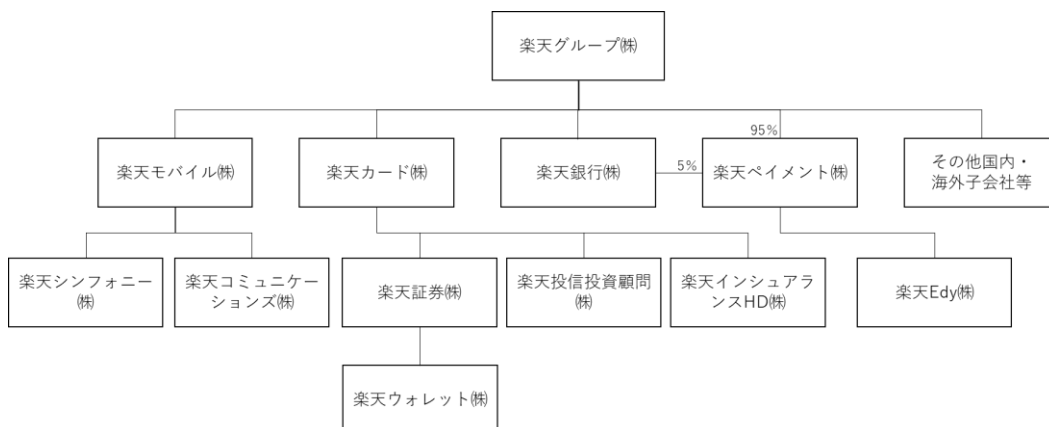 楽天グループ㈱
95%
楽天モバイル㈱
楽天カード㈱
楽天銀行㈱
5%
楽天ペイメント㈱
その他国内・
海外子会社等
楽天シンフォニー
㈱
楽天コミュニケー
ションズ㈱
楽天証券㈱
楽天投信投資顧問
㈱
楽天インシュアラ
ンスHD㈱
楽天Edy㈱
楽天ウォレット㈱